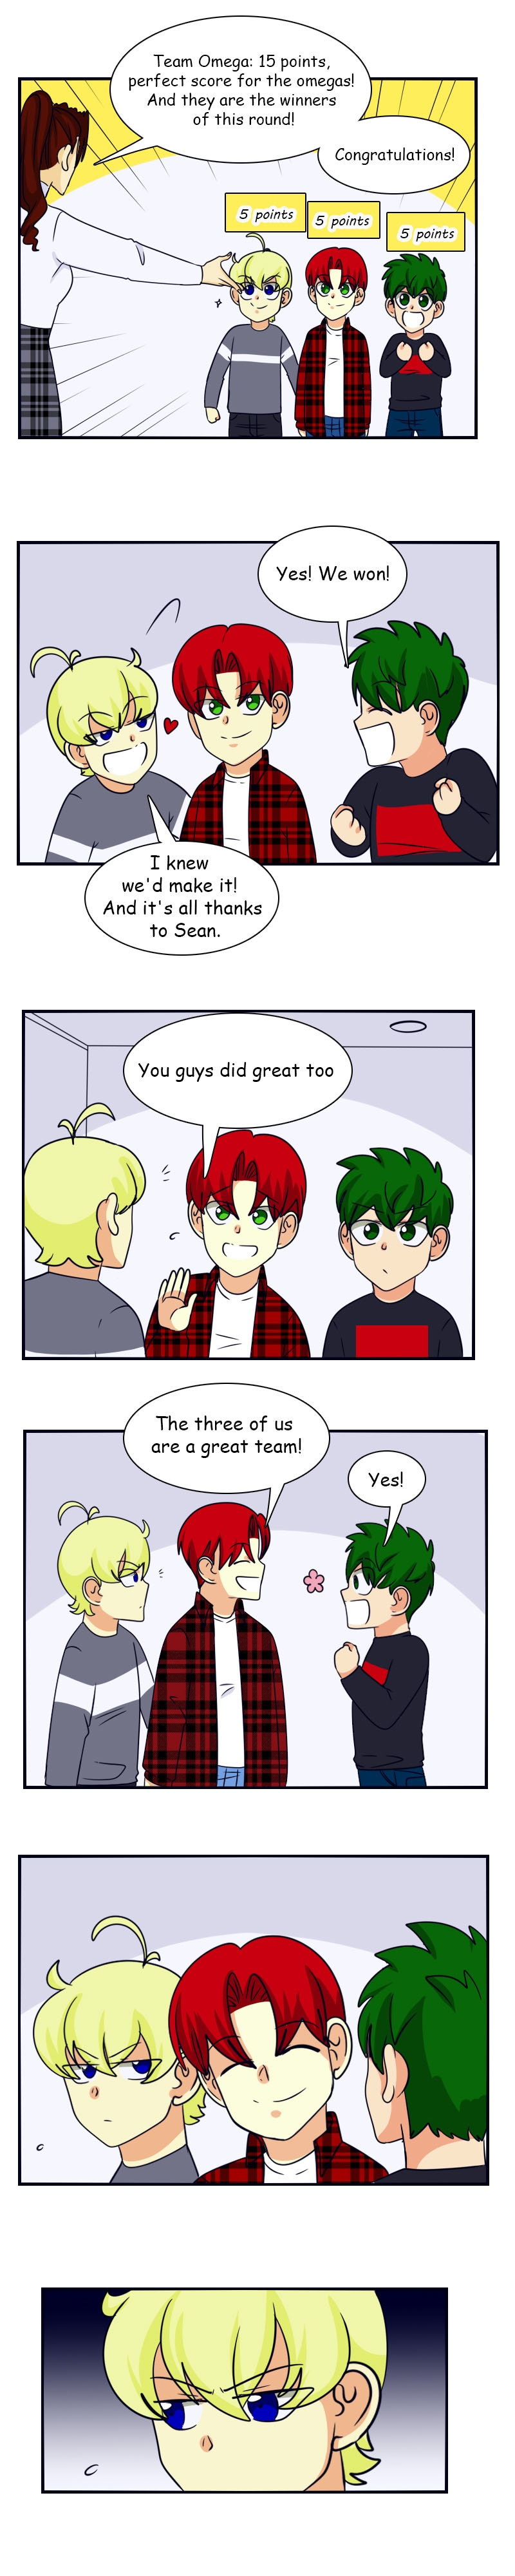 Team Omega: 15 points,
perfect score for the omegas!
And they are the winners
of this round!
Congratulations!
5 points
5 points
5 points
Yes! We won!
I knew
we'd make it!
And it's all thanks
to Sean.
You guys did great too
The three of us
are a great team!
Yes!